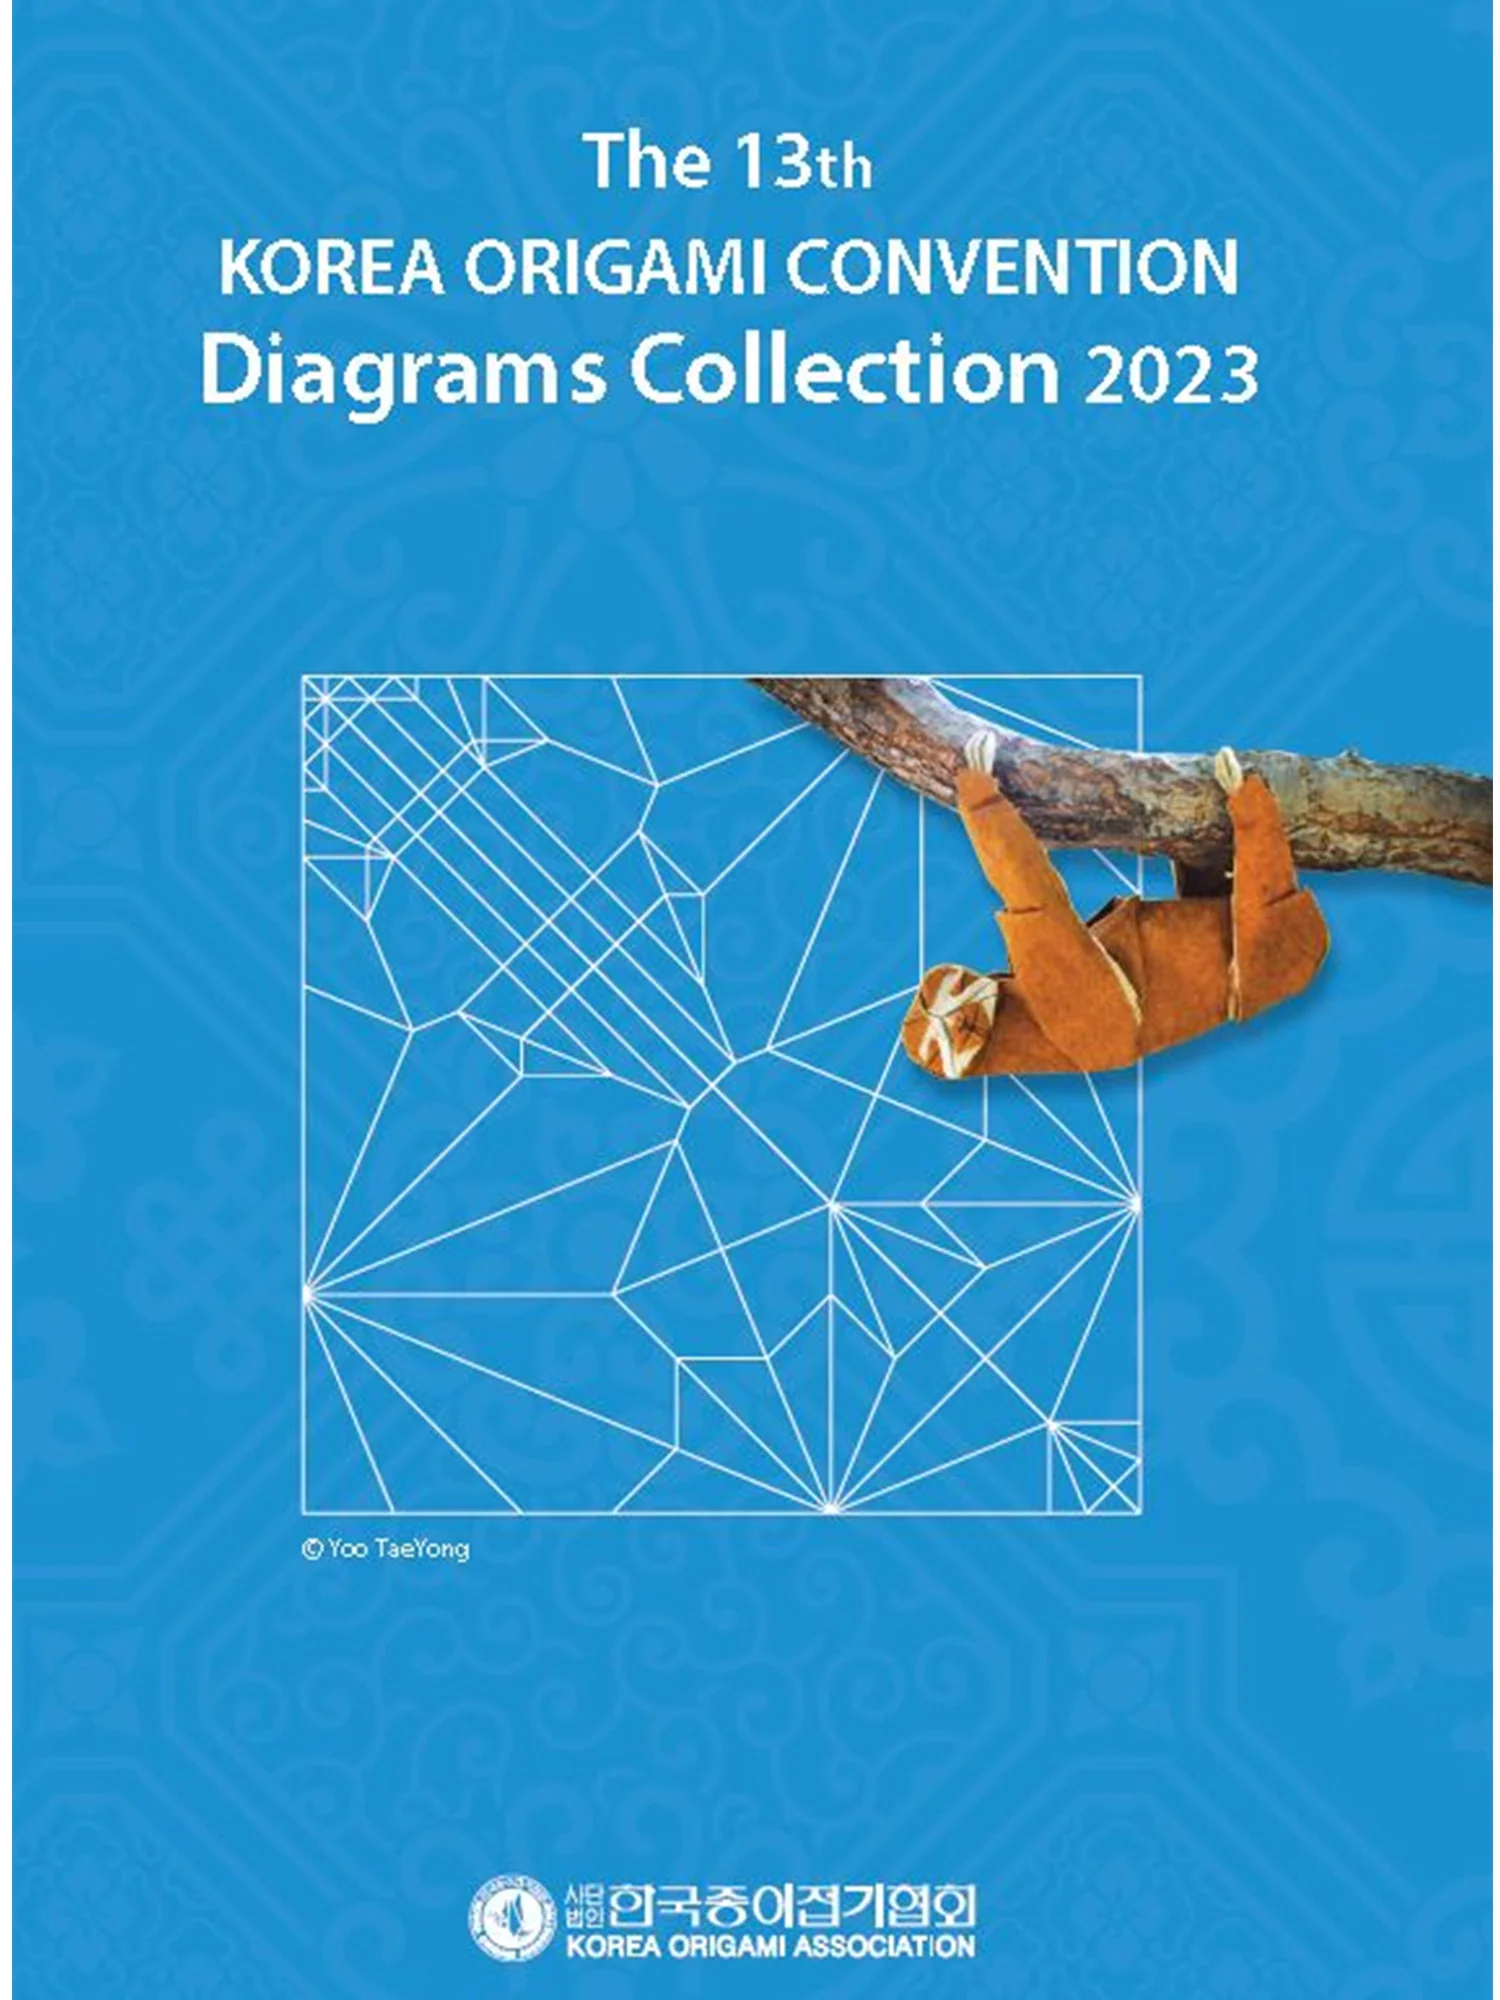 The 13th
KOREA ORIGAMI CONVENTION
Diagrams Collection 2023
© Yoo TaeYong
사단
법인
한국종이접기협회
KOREA ORIGAMI ASSOCIATION